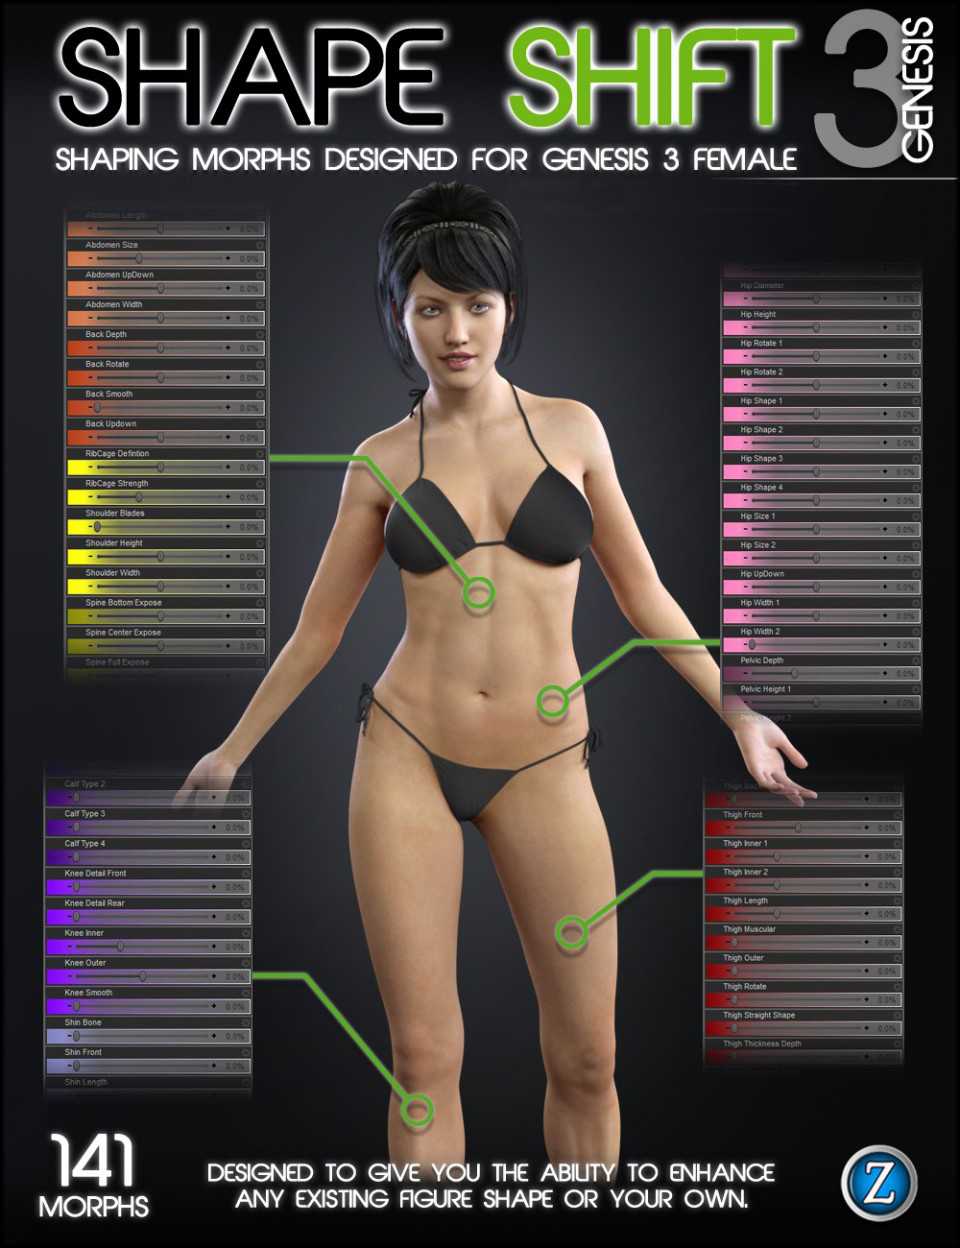 SHAPE SHIFT 3
GENESIS
SHAPING MORPHS DESIGNED FOR GENESIS 3 FEMALE
Abdomen Length
0.0%
Abdomen Size
0.0%
Abdomen UpDown
0.0%
Abdomen Width
0.0%
Back Depth
0.0%
Back Rotate
0.0%
Back Smooth
0.0%
Back Updown
0.0%
RibCage Defintion
0.0%
RibCage Strength
0.0%
Shoulder Blades
0.0%
Shoulder Height
0.0%
Shoulder Width
0.0%
Spine Bottom Expose
0.0%
Spine Center Expose
0.0%
Spine Full Expose
Hip Diameter
0.0%
Hip Height
0.0%
Hip Rotate 1
0.0%
Hip Rotate 2
0.0%
Hip Shape 1
0.0%
Hip Shape 2
0.0%
Hip Shape 3
0.0%
Hip Shape 4
0.0%
Hip Size 1
0.0%
Hip Size 2
0.0%
Hip UpDown
0.0%
Hip Width 1
0.0%
Hip Width 2
0.0%
Pelvic Depth
0.0%
Pelvic Height 1
0.0%
Pelvic Height 2
Calf Type 2
0.0%
Calf Type 3
0.0%
Calf Type 4
0.0%
Knee Detail Front
0.0%
Knee Detail Rear
0.0%
Knee Inner
0.0%
Knee Outer
0.0%
Knee Smooth
0.0%
Shin Bone
0.0%
Shin Front
0.0%
Shin Length
Thigh
0.0%
Thigh Front
0.0%
Thigh Inner 1
0.0%
Thigh Inner 2
0.0%
Thigh Length
0.0%
Thigh Muscular
0.0%
Thigh Outer
0.0%
Thigh Rotate
0.0%
Thigh Straight Shape
0.0%
Thigh Thickness Depth
0.0%
141
MORPHS
DESIGNED TO GIVE YOU THE ABILITY TO ENHANCE
ANY EXISTING FIGURE SHAPE OR YOUR OWN.
Z